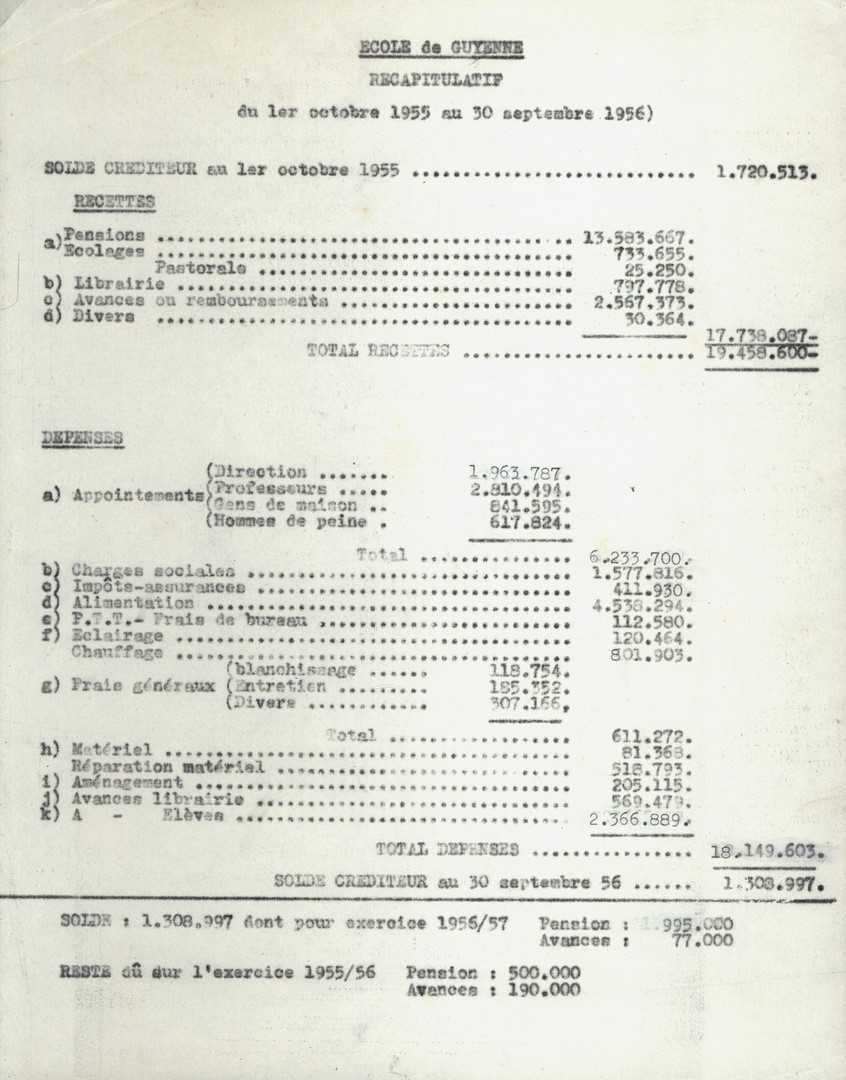 ECOLE de GUYENNE
RECAPITULATIF
du 1er octobre 1955 au 30 septembre 1956)
SOLDE CREDITEUR au 1er octobre 1955 ............................ 1.720.513.
RECETTES
a) Pensions ........................................... 13.583.667.
Ecolages ........................................... 733.655.
Pastorale ................................ 25.250.
b) Librairie ........................................... 797.778.
c) Avances ou remboursements ........................ 2.567.373.
d) Divers ........................................... 30.364.
17.738.087-
TOTAL RECETTES ........................ 19.458.600-
DEPENSES
(Direction ....... 1.963.787.
a) Appointements(Professeurs ..... 2.810.494.
(Gens de maison .. 841.595.
(Hommes de peine . 617.824.
Total ............... 6.233.700.
b) Charges sociales ................................ 1.577.816.
c) Impôts-assurances ................................ 411.930.
d) Alimentation ..................................... 4.538.294.
e) P.T.T.- Frais de bureau .......................... 112.580.
f) Eclairage ........................................ 120.464.
Chauffage ........................................ 801.903.
(blanchissage ...... 118.754.
g) Frais généraux (Entretien ......... 185.352.
(Divers ............ 307.166,
Total ................... 611.272.
h) Matériel ......................................... 81.368.
Réparation matériel .............................. 518.793.
i) Aménagement ...................................... 205.115.
j) Avances librairie ................................ 569.479.
k) A - Elèves ................................ 2.366.889.
TOTAL DEPENSES ................ 18.149.603.
SOLDE CREDITEUR au 30 septembre 56 ...... 1.308.997.
SOLDE : 1.308.997 dont pour exercice 1956/57 Pension : 995.000
Avances : 77.000
RESTE dû sur l'exercice 1955/56 Pension : 500.000
Avances : 190.000